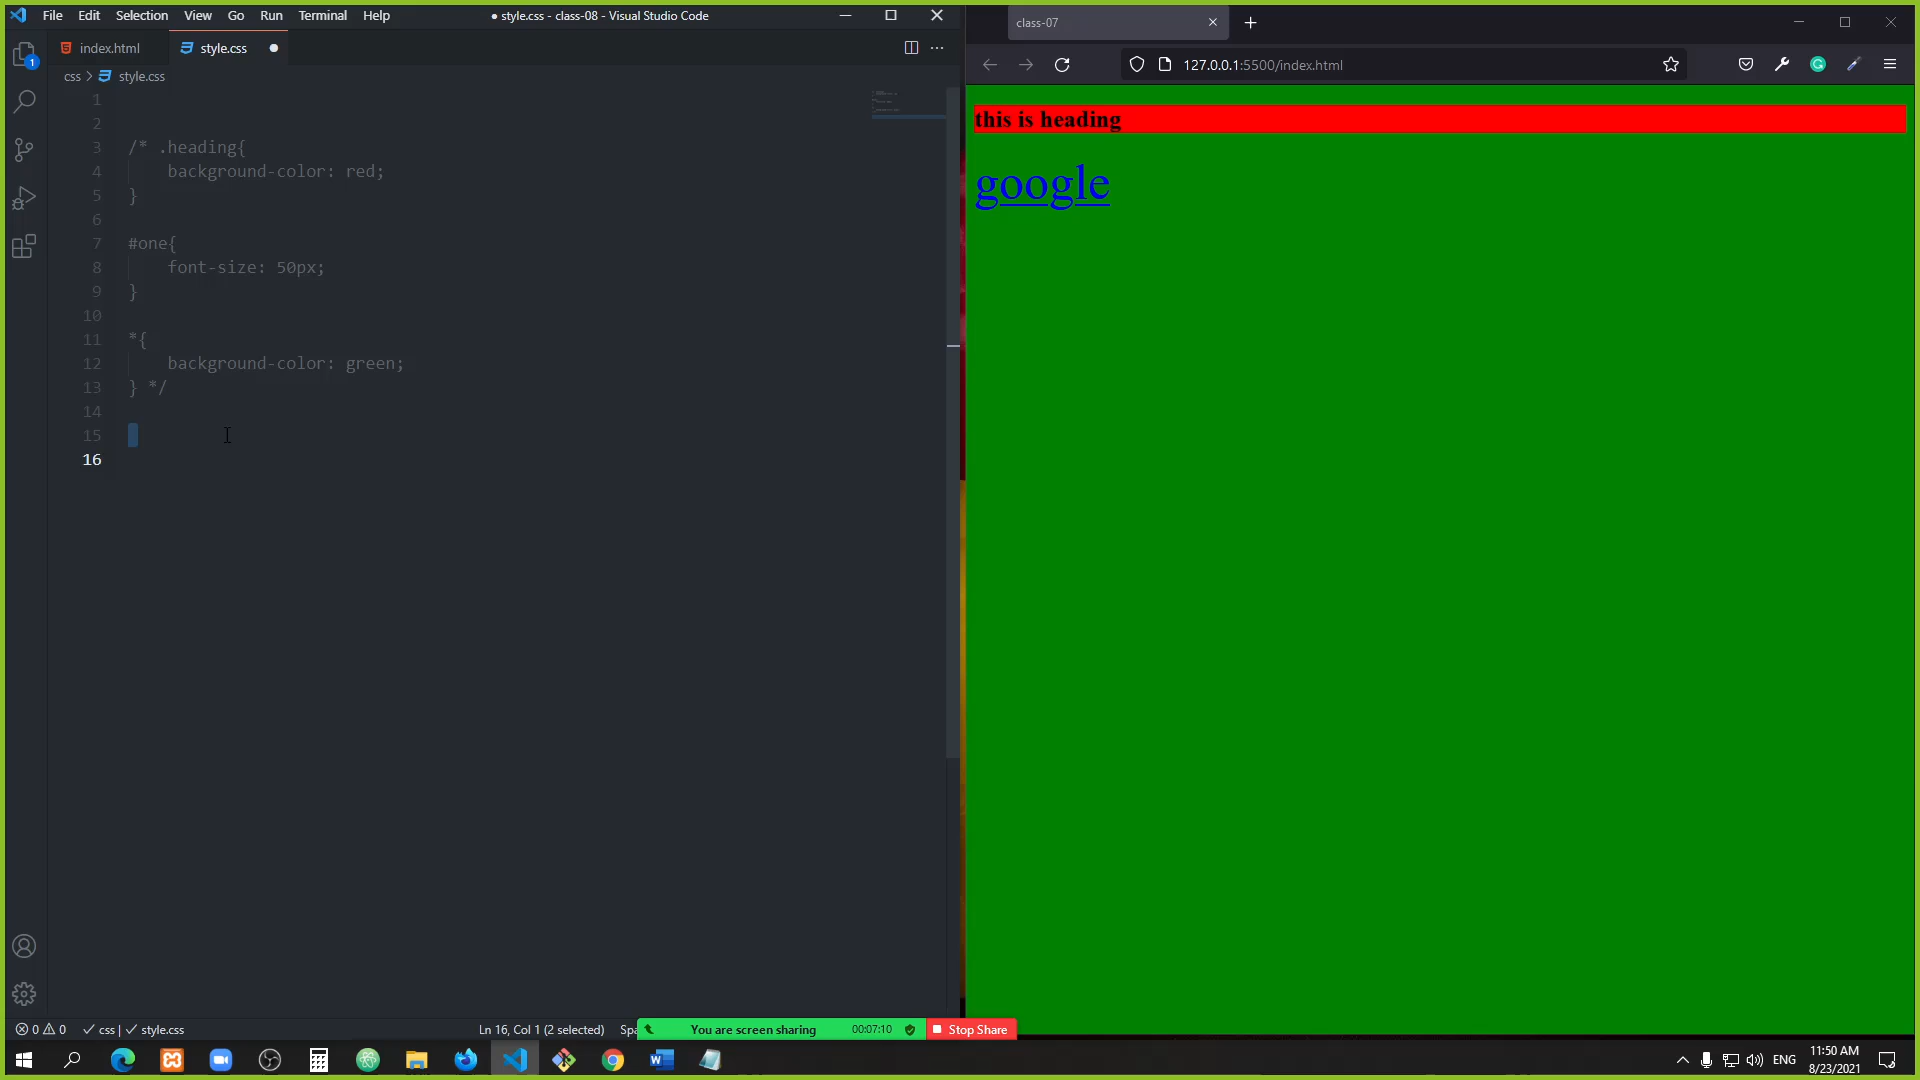 File Edit Selection View Go Run Terminal Help
● style.css - class-08 - Visual Studio Code
index.html
style.css
css > style.css
1
2
3 /* .heading{
4 background-color: red;
5 }
6
7 #one{
8 font-size: 50px;
9 }
10
11 *{
12 background-color: green;
13 } */
14
15
16
1
0 0 css | style.css
Ln 16, Col 1 (2 selected)
Spa
You are screen sharing 00:07:10 Stop Share
class-07
127.0.0.1:5500/index.html
this is heading
google
ENG
11:50 AM
8/23/2021